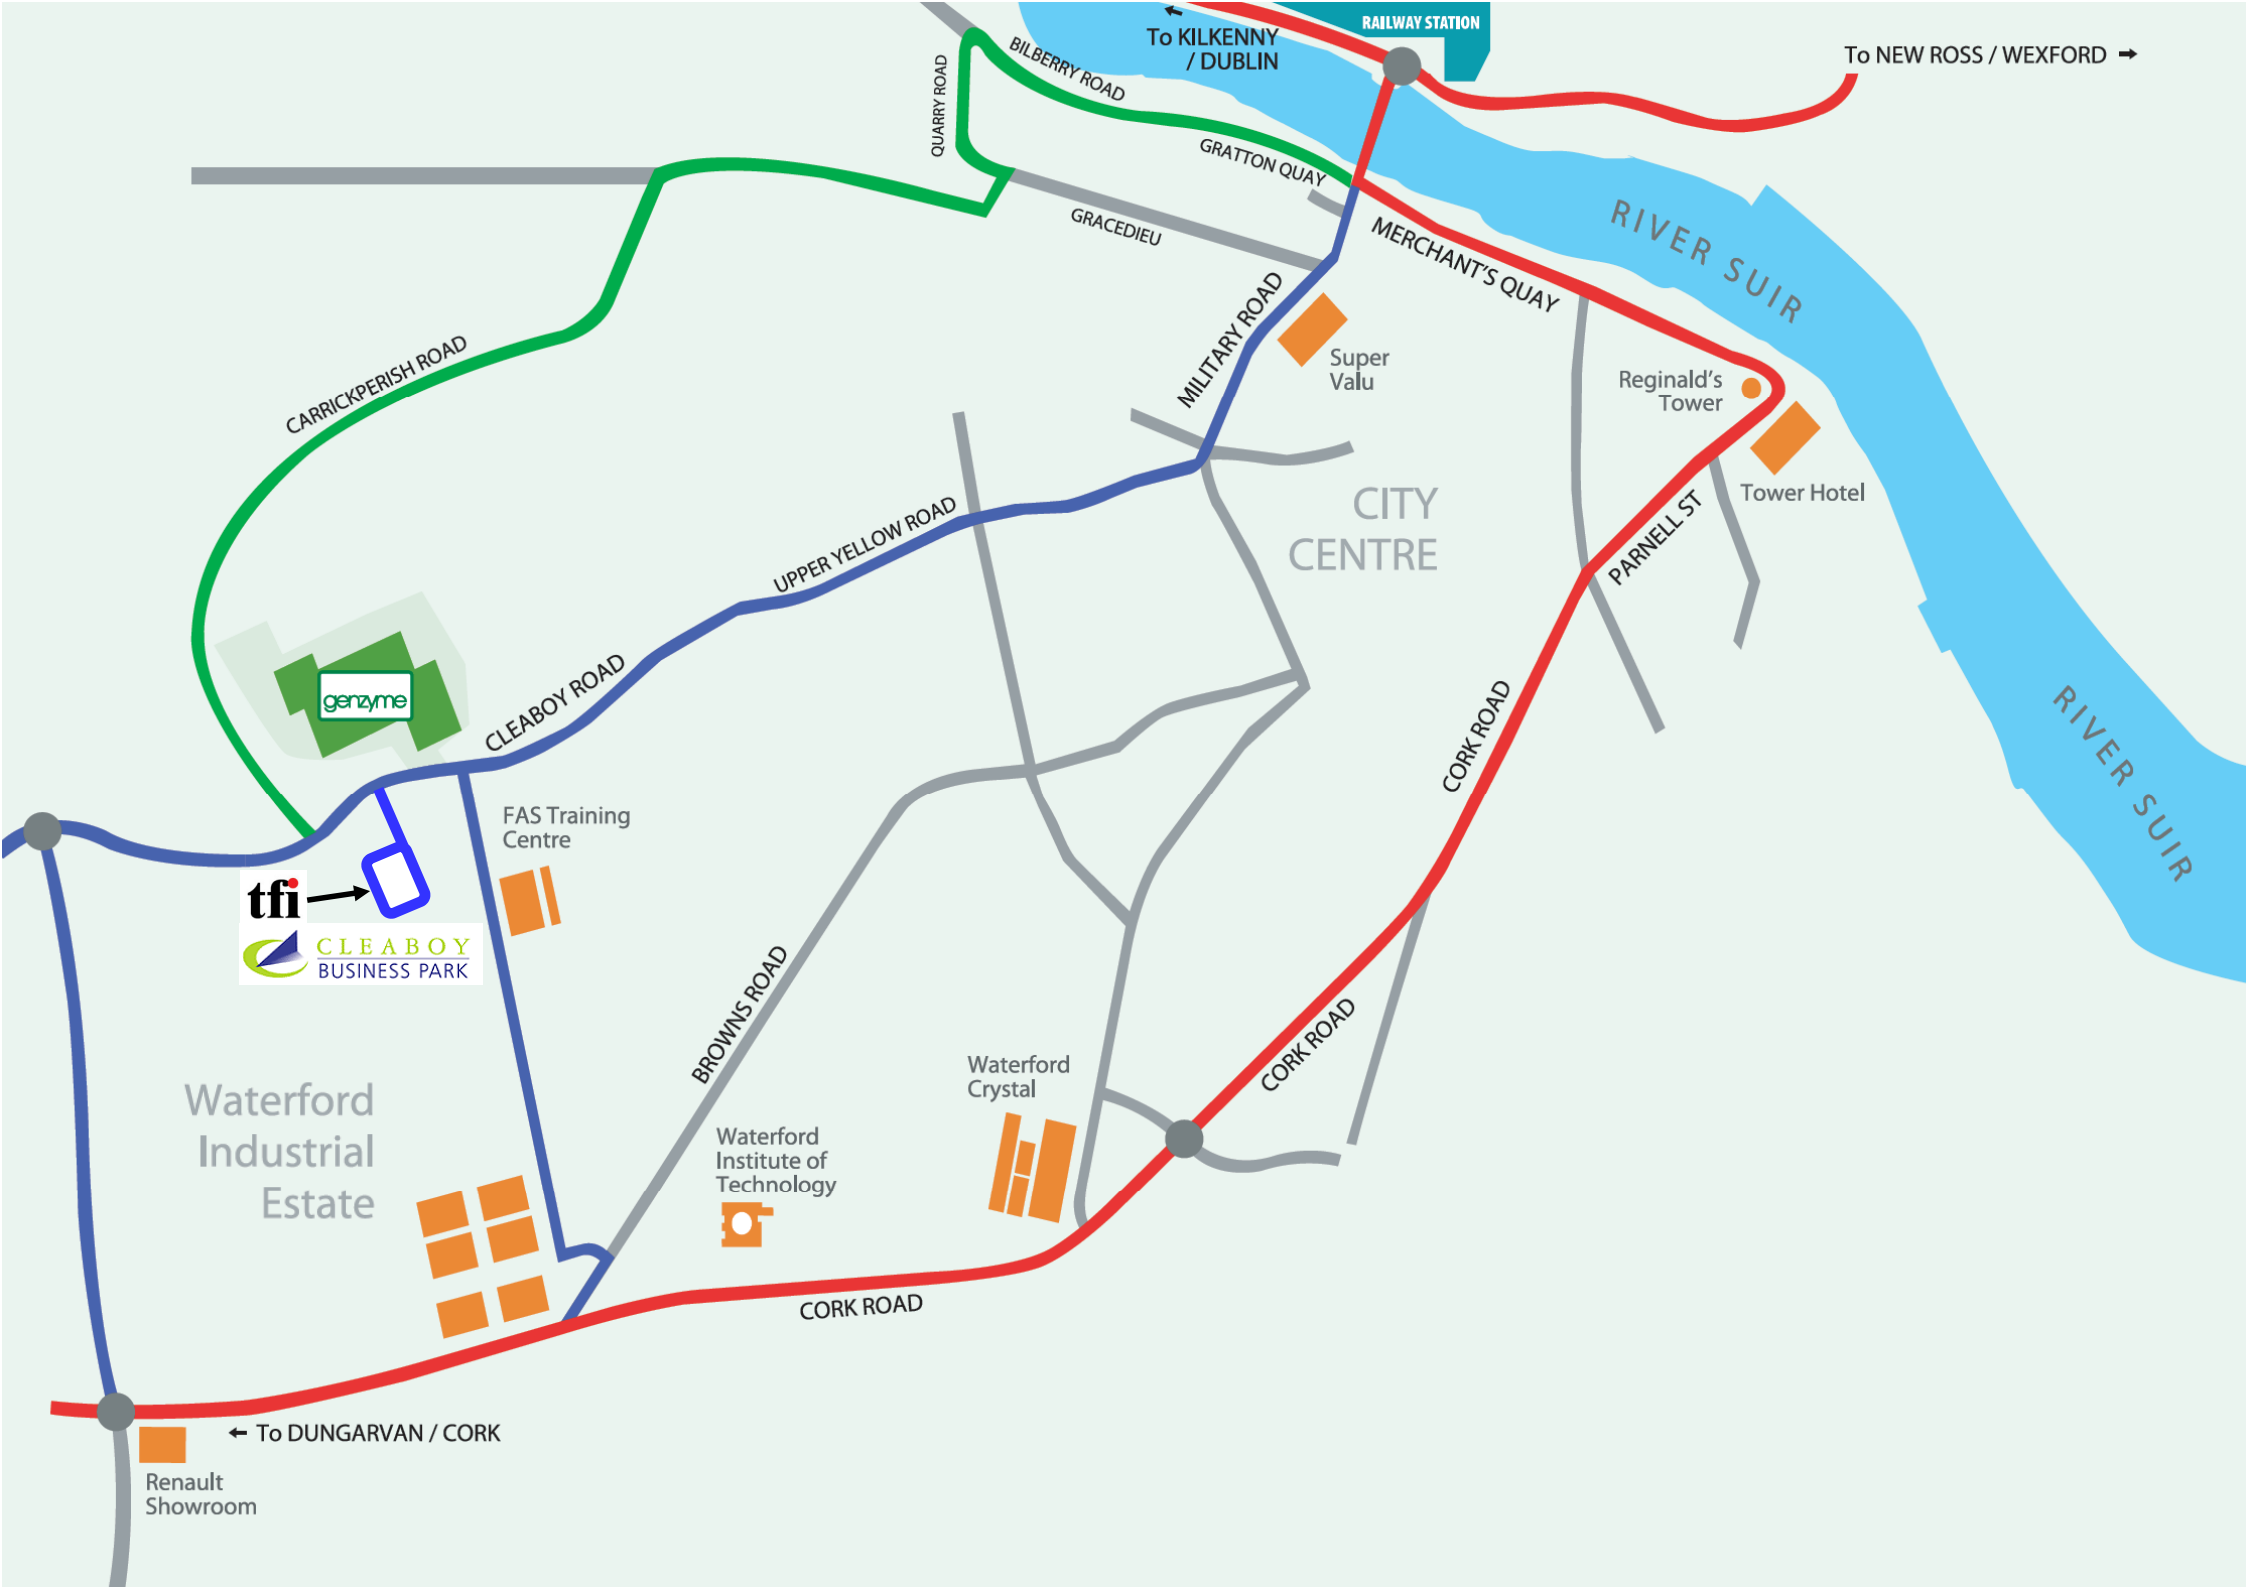 RAILWAY STATION
To KILKENNY
/ DUBLIN
To NEW ROSS / WEXFORD
BILBERRY ROAD
QUARRY ROAD
GRATTON QUAY
GRACEDIEU
MERCHANT'S QUAY
RIVER SUIR
MILITARY ROAD
Super
Valu
Reginald's
Tower
CARRICKPERISH ROAD
Tower Hotel
CITY
CENTRE
UPPER YELLOW ROAD
PARNELL ST
genzyme
CLEABOY ROAD
CORK ROAD
RIVER SUIR
FAS Training
Centre
tfi
CLEABOY
BUSINESS PARK
BROWNS ROAD
CORK ROAD
Waterford
Crystal
Waterford
Industrial
Estate
Waterford
Institute of
Technology
CORK ROAD
To DUNGARVAN / CORK
Renault
Showroom